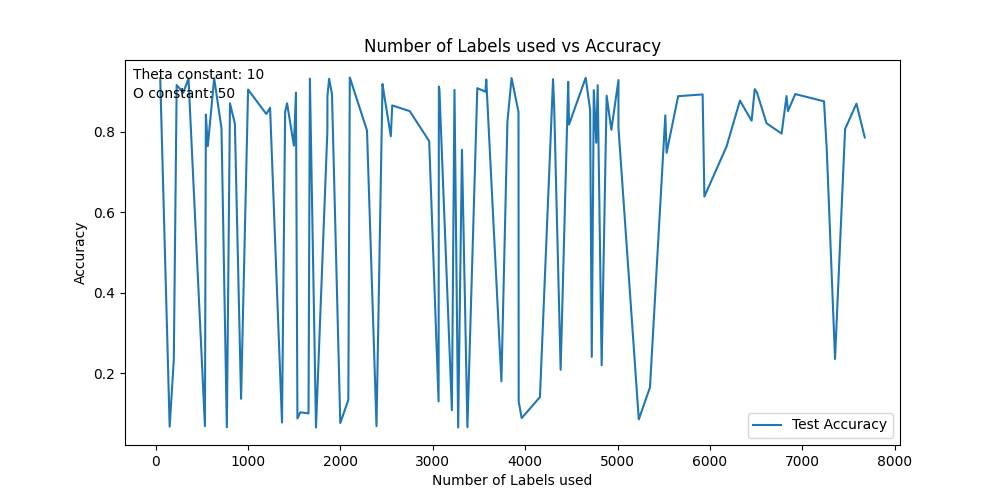 Number of Labels used vs Accuracy
Theta constant: 10
O constant: 50
Accuracy
0.8
0.6
0.4
0.2
Test Accuracy
0 1000 2000 3000 4000 5000 6000 7000 8000
Number of Labels used